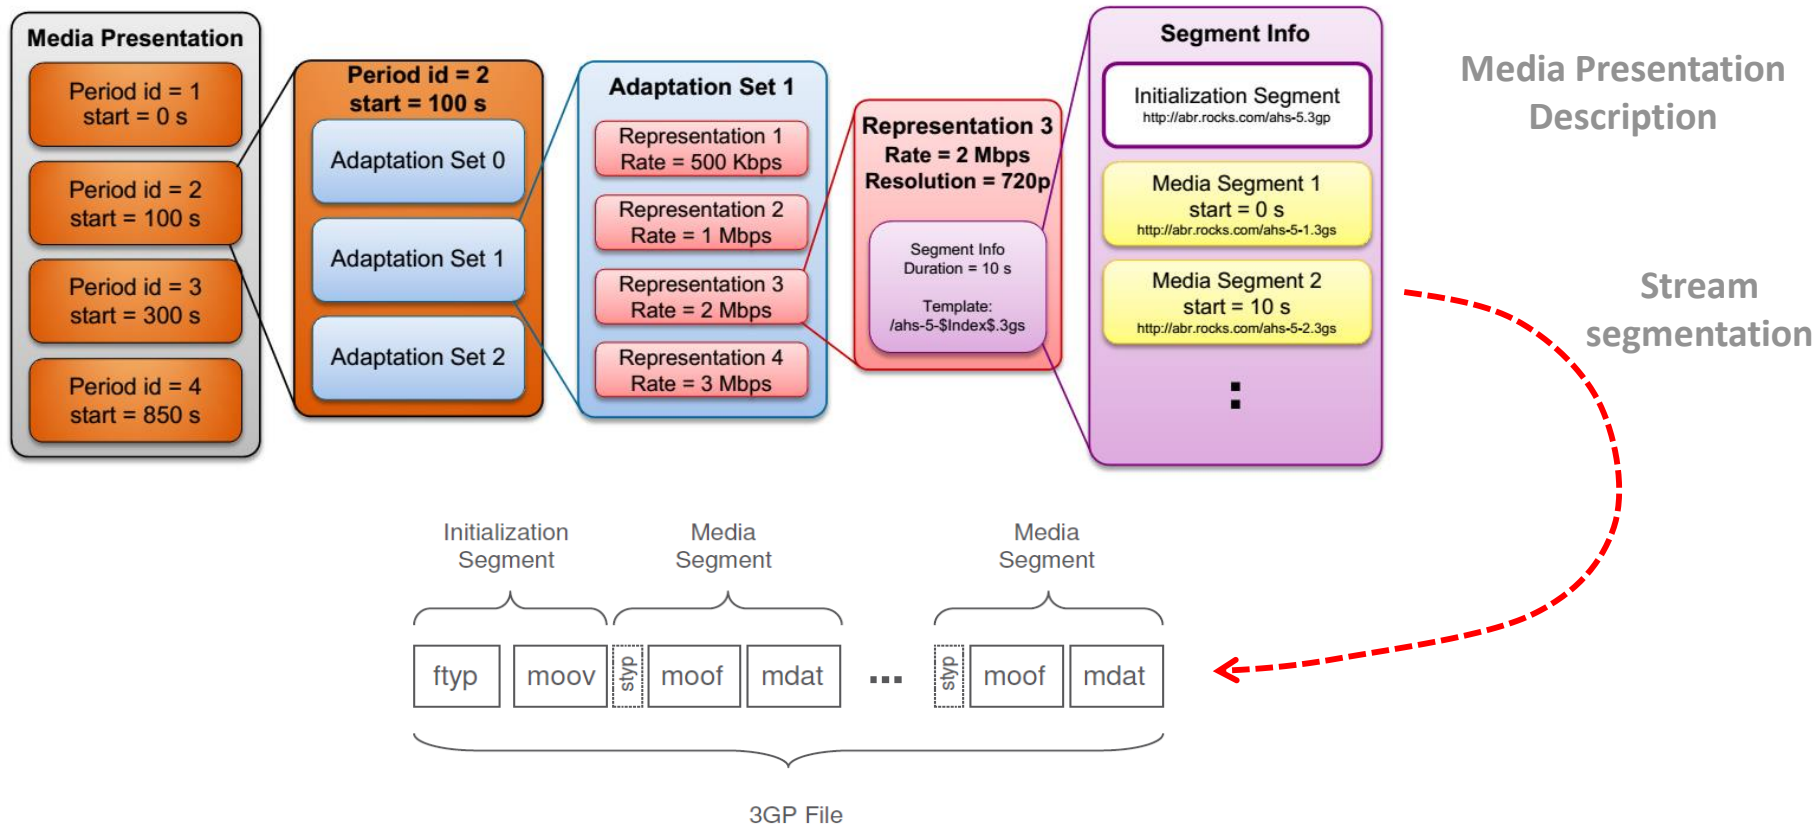 Media Presentation
Period id = 1
start = 0 s
Period id = 2
start = 100 s
Period id = 3
start = 300 s
Period id = 4
start = 850 s
Period id = 2
start = 100 s
Adaptation Set 0
Adaptation Set 1
Adaptation Set 2
Adaptation Set 1
Representation 1
Rate = 500 Kbps
Representation 2
Rate = 1 Mbps
Representation 3
Rate = 2 Mbps
Representation 4
Rate = 3 Mbps
Representation 3
Rate = 2 Mbps
Resolution = 720p
Segment Info
Duration = 10 s
Template:
/ahs-5-$Index$.3gs
Segment Info
Initialization Segment
http://abr.rocks.com/ahs-5.3gp
Media Segment 1
start = 0 s
http://abr.rocks.com/ahs-5-1.3gs
Media Segment 2
start = 10 s
http://abr.rocks.com/ahs-5-2.3gs
Media Presentation
Description
Stream
segmentation
Initialization
Segment
Media
Segment
Media
Segment
ftyp
moov
styp
moof
mdat
...
styp
moof
mdat
3GP File